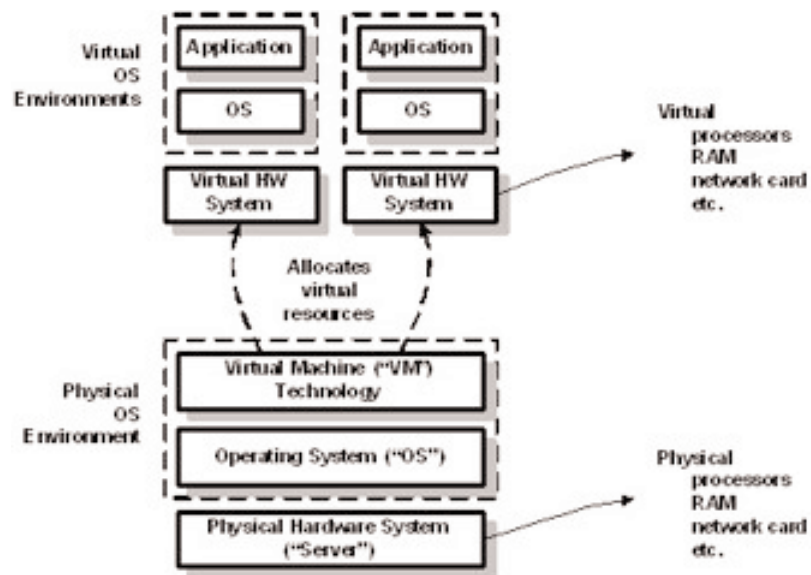 Virtual
OS
Environments
Application
OS
Application
OS
Virtual HW
System
Virtual HW
System
Virtual
processors
RAM
network card
etc.
Allocates
virtual
resources
Physical
OS
Environment
Virtual Machine (“VM”)
Technology
Operating System (“OS”)
Physical Hardware System
(“Server”)
Physical
processors
RAM
network card
etc.